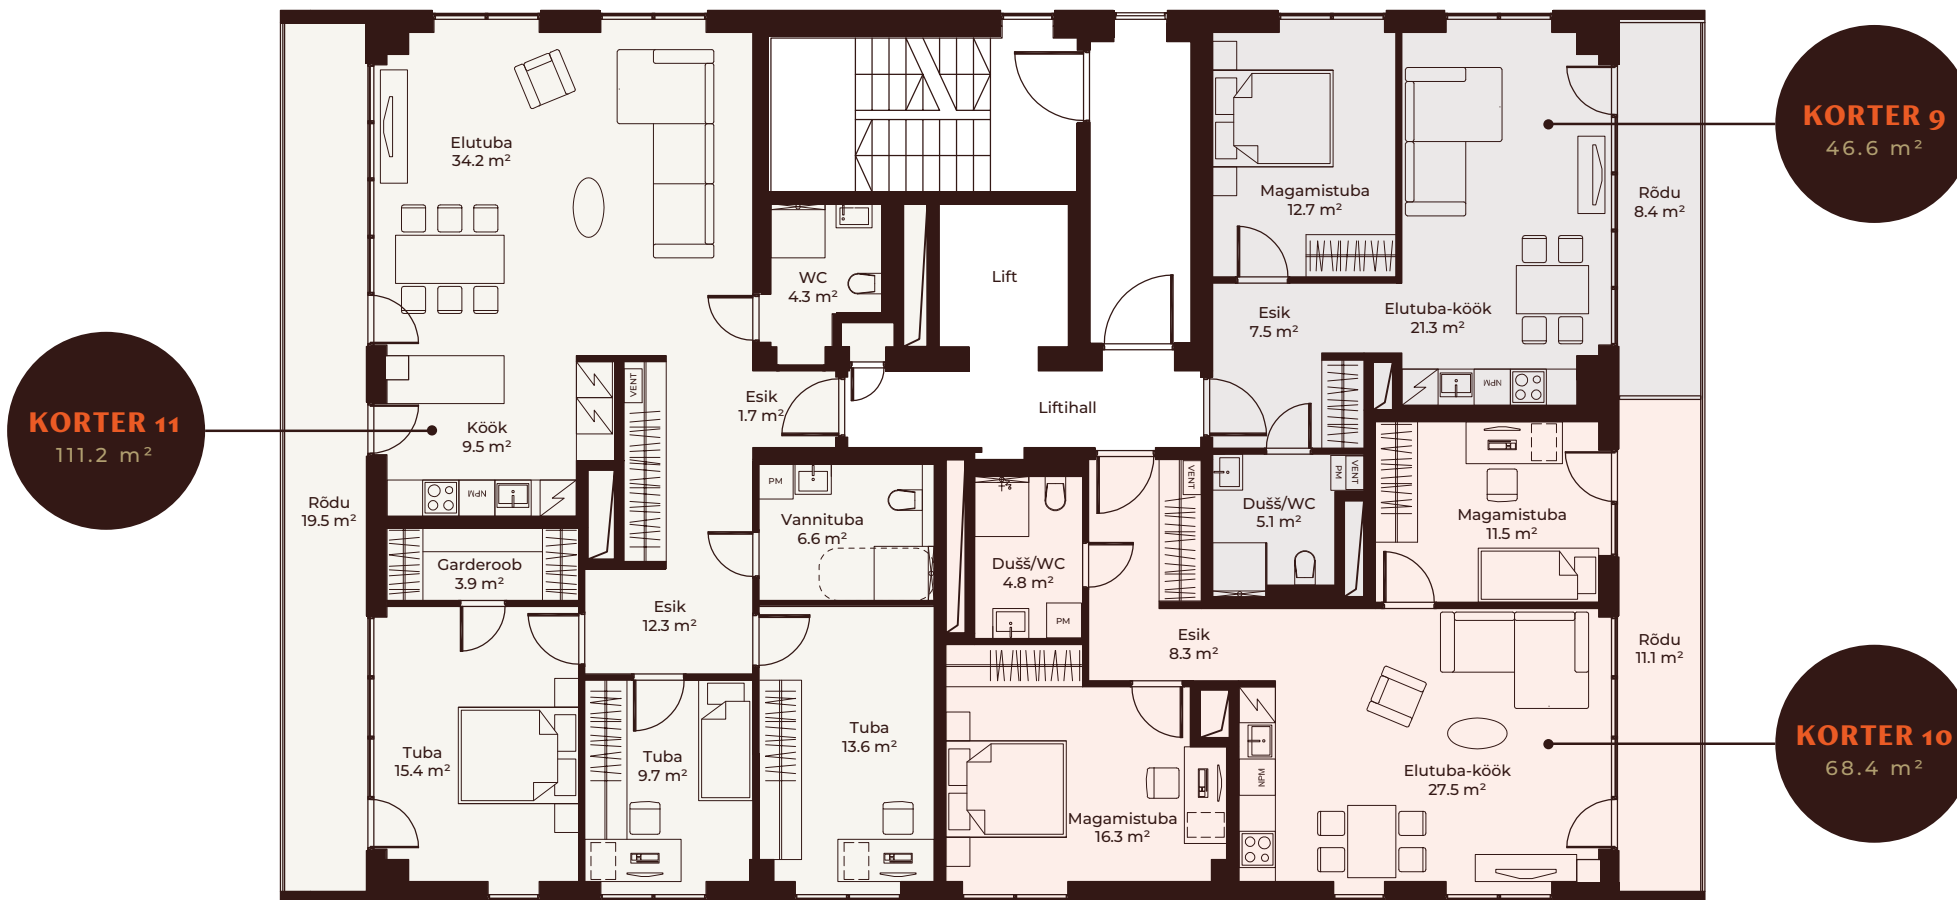 KORTER 9
46.6 m²
Elutuba
34.2 m²
Magamistuba
12.7 m²
Rõdu
8.4 m²
WC
4.3 m²
Lift
Esik
7.5 m²
Elutuba-köök
21.3 m²
VENT
NPM
Esik
1.7 m²
Liftihall
KORTER 11
111.2 m²
Köök
9.5 m²
NPM
Rõdu
19.5 m²
PM
Vannituba
6.6 m²
VENT
PM
VENT
Dušš/WC
5.1 m²
Magamistuba
11.5 m²
Garderoob
3.9 m²
Dušš/WC
4.8 m²
PM
Esik
12.3 m²
Esik
8.3 m²
Rõdu
11.1 m²
Tuba
15.4 m²
Tuba
9.7 m²
Tuba
13.6 m²
Magamistuba
16.3 m²
NPM
Elutuba-köök
27.5 m²
KORTER 10
68.4 m²